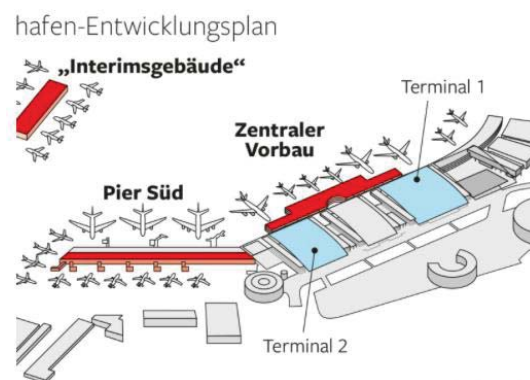 hafen-Entwicklungsplan
„Interimsgebäude“
Terminal 1
Zentraler
Vorbau
Pier Süd
Terminal 2